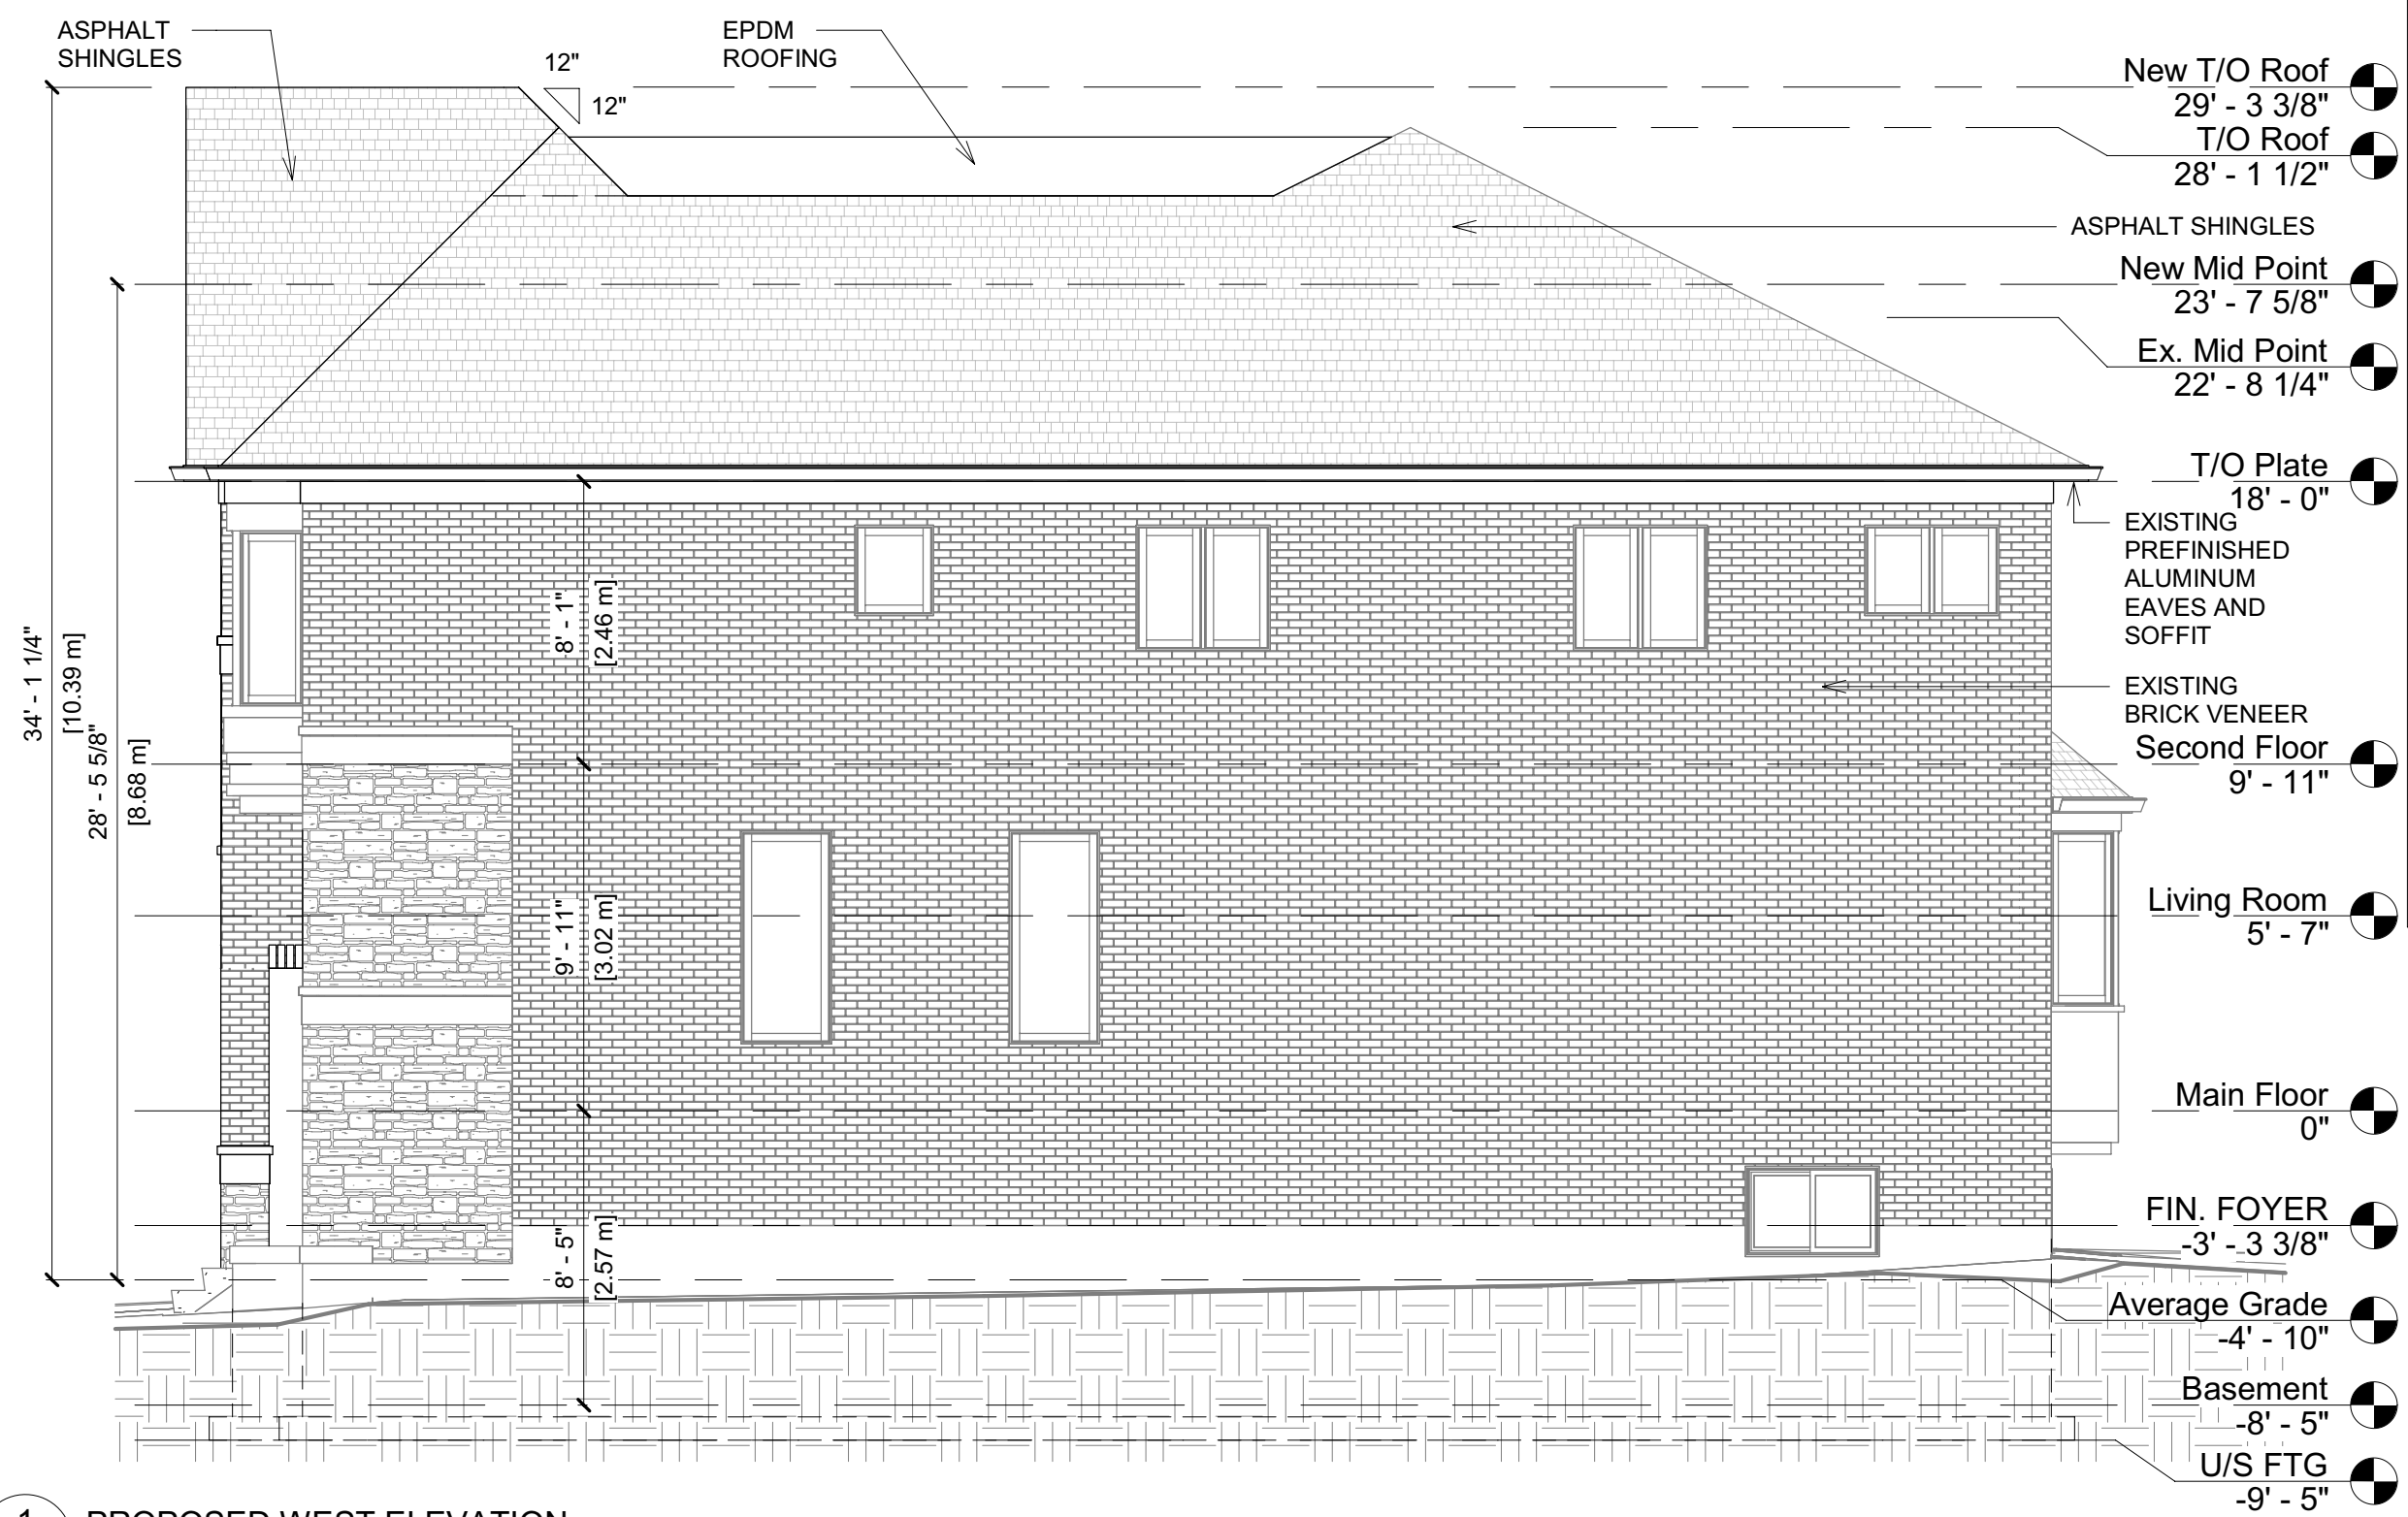 ASPHALT
SHINGLES
EPDM
ROOFING
12"
12"
New T/O Roof
29' - 3 3/8"
T/O Roof
28' - 1 1/2"
ASPHALT SHINGLES
New Mid Point
23' - 7 5/8"
Ex. Mid Point
22' - 8 1/4"
T/O Plate
18' - 0"
EXISTING
PREFINISHED
ALUMINUM
EAVES AND
SOFFIT
EXISTING
BRICK VENEER
Second Floor
9' - 11"
Living Room
5' - 7"
Main Floor
0"
FIN. FOYER
-3' - 3 3/8"
Average Grade
-4' - 10"
Basement
-8' - 5"
U/S FTG
-9' - 5"
34' - 1 1/4"
[10.39 m]
28' - 5 5/8"
[8.68 m]
8' - 1"
[2.46 m]
9' - 11"
[3.02 m]
8' - 5"
[2.57 m]
1
PROPOSED WEST ELEVATION